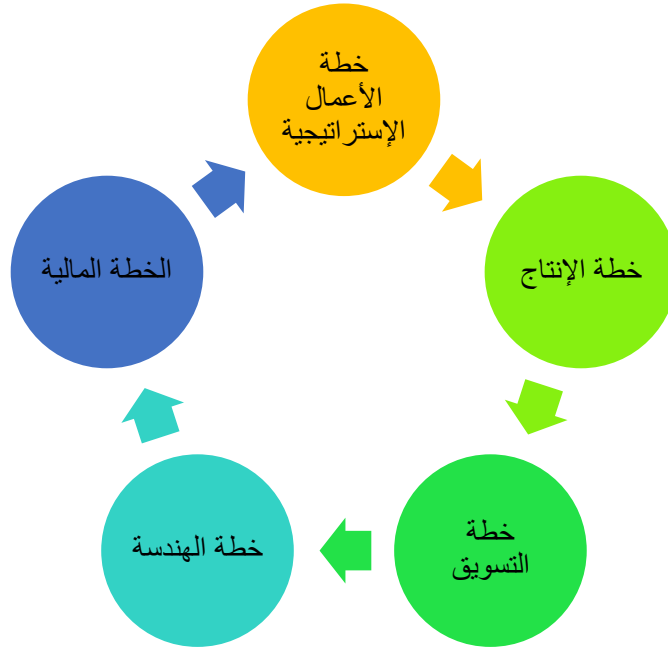 خطة
الأعمال
الإستراتيجية
خطة الإنتاج
خطة
التسويق
خطة الهندسة
الخطة المالية